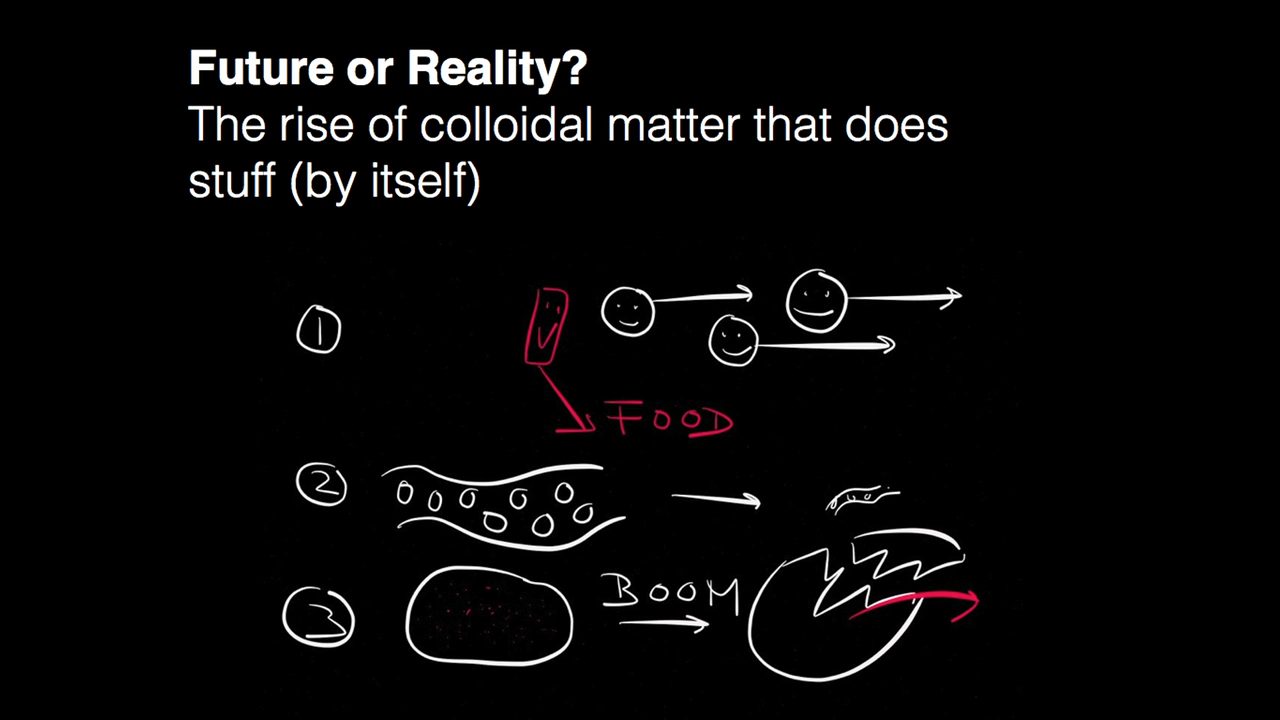 Future or Reality?
The rise of colloidal matter that does
stuff (by itself)
1
FOOD
2
3
BOOM